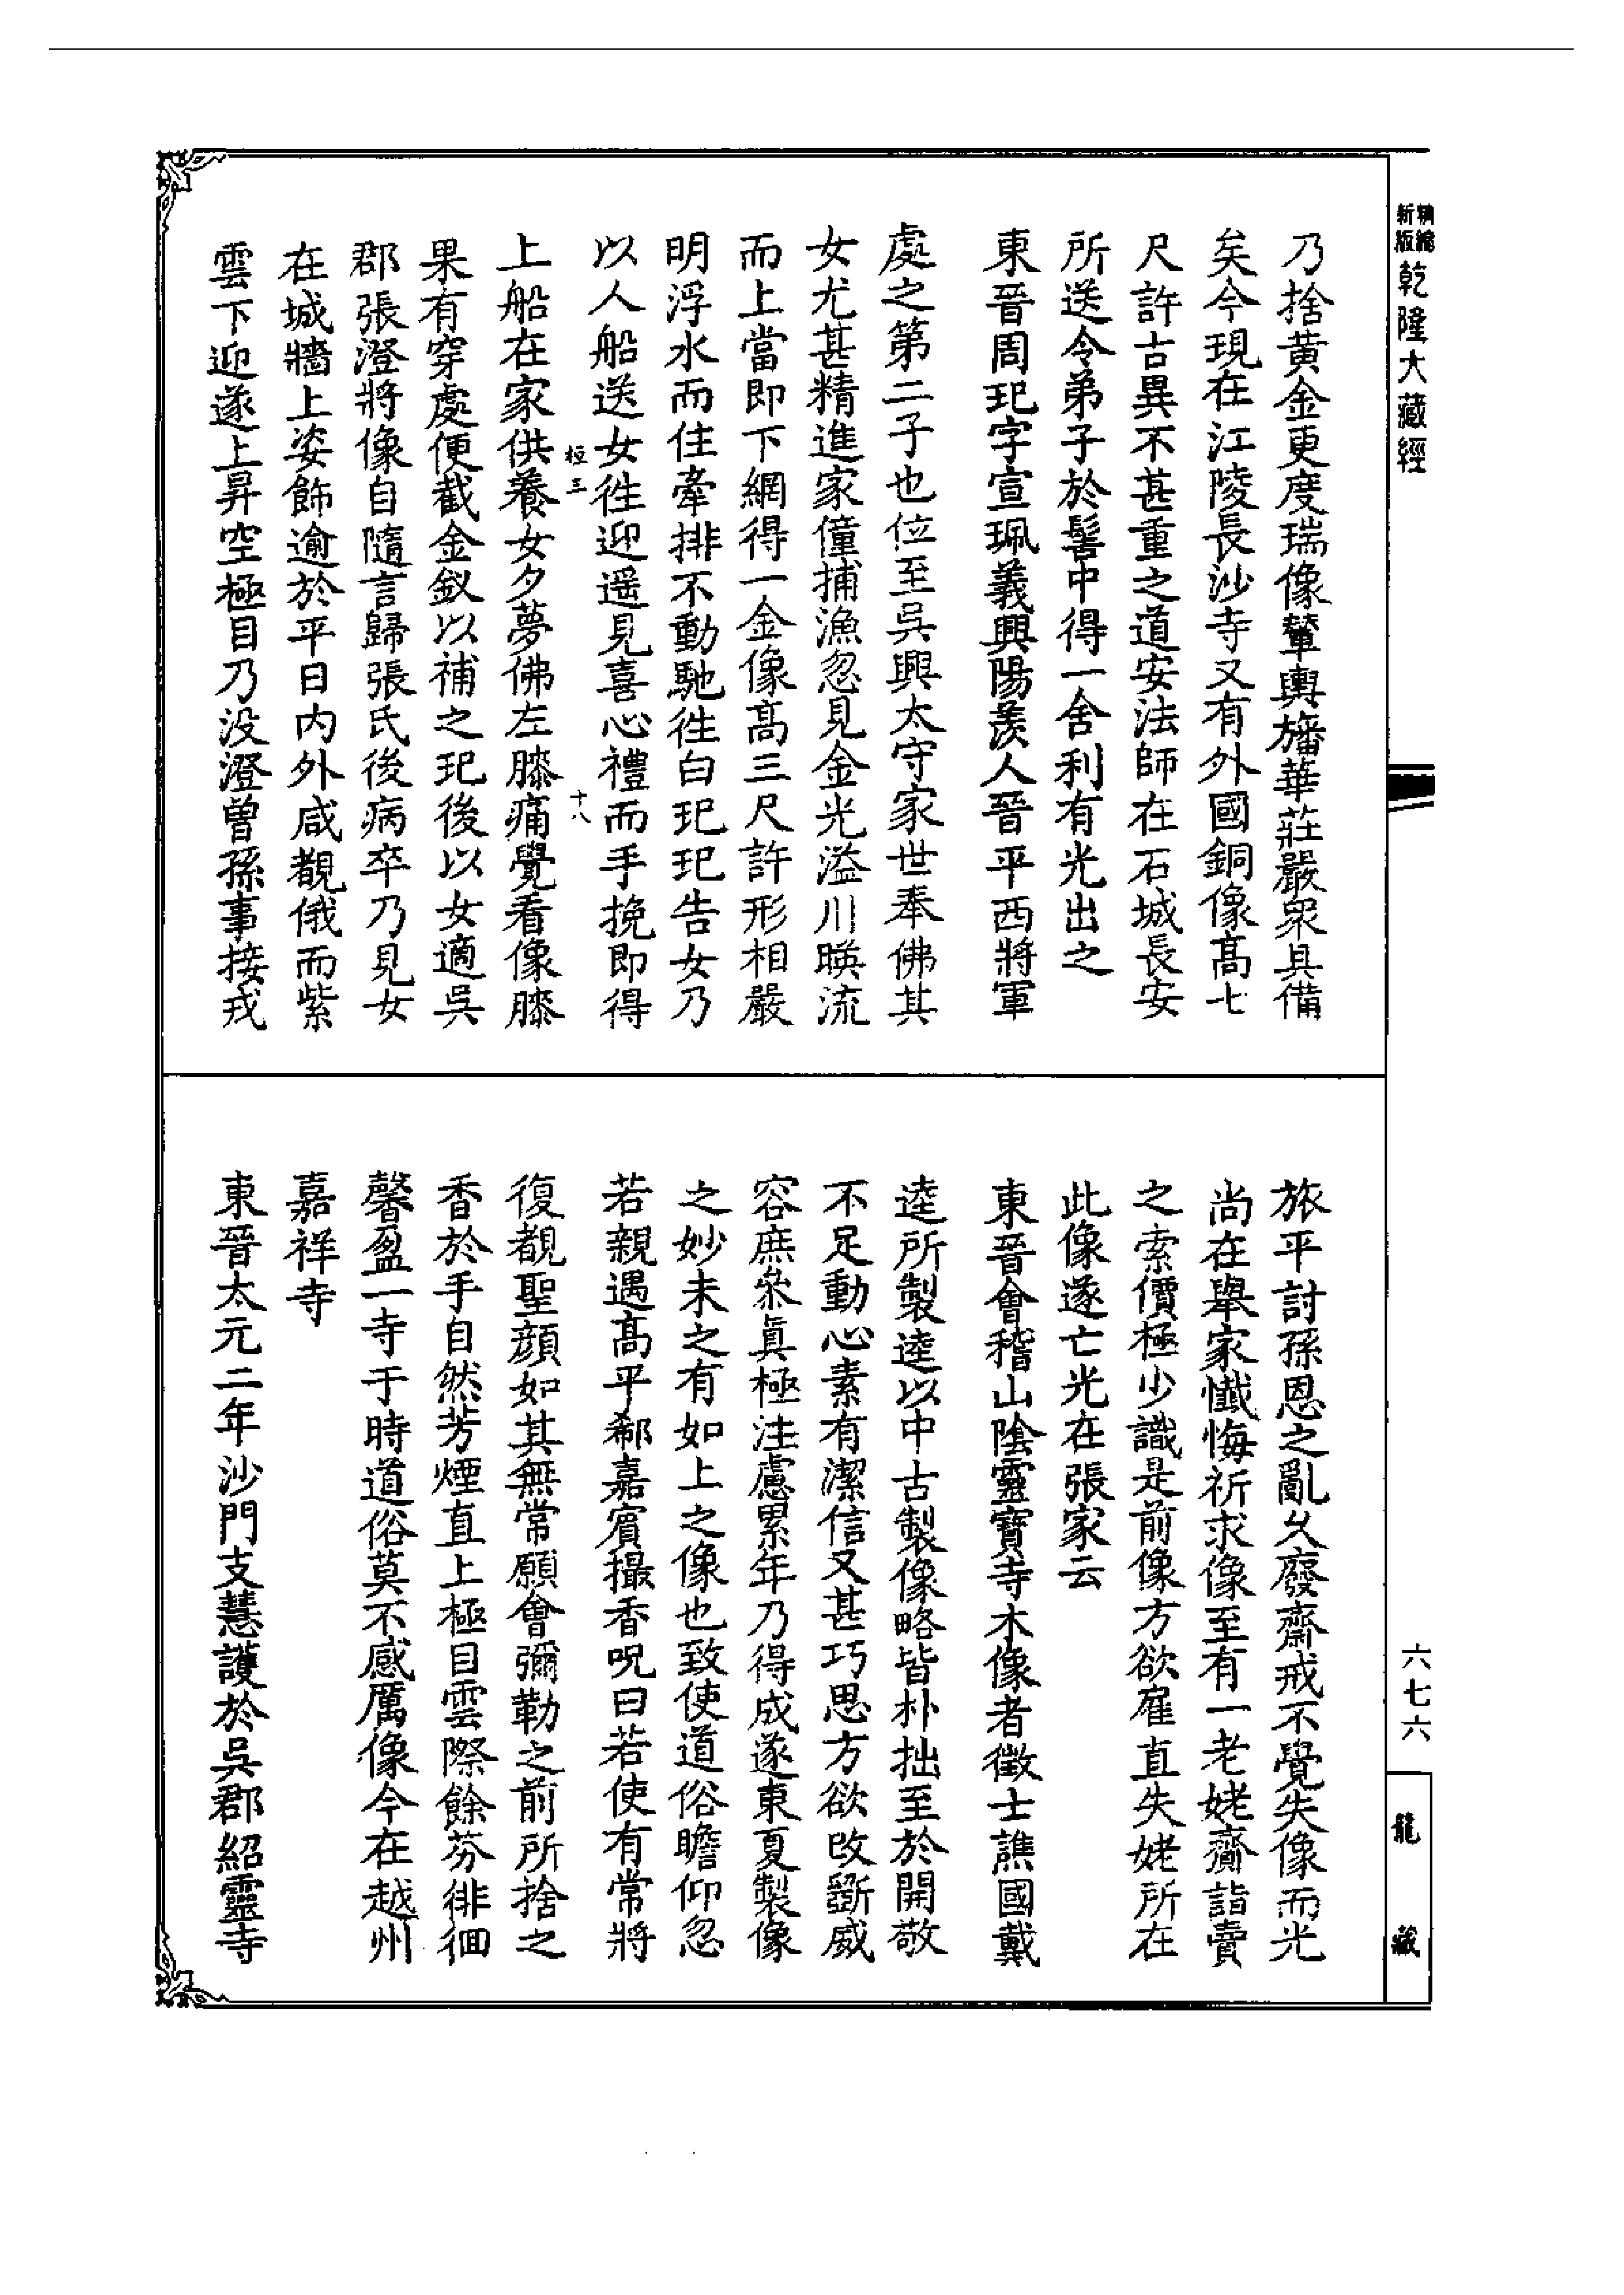 精縮
新版
乾隆大藏經
乃捨黃金更度瑞像輦輿旛華莊嚴衆具備
矣今現在江陵長沙寺又有外國銅像髙七
尺許古異不甚重之道安法師在石城長安
所送令弟子於髻中得一舍利有光出之
東晉周玘字宣珮義興陽羨人晉平西將軍
處之第二子也位至吳興太守家世奉佛其
女尤甚精進家僮捕漁忽見金光溢川暎流
而上當即下網得一金像髙三尺許形相嚴
明浮水而住牽排不動馳徃白玘玘告女乃
以人船送女徃迎遥見喜心禮而手挽即得
桓三
十八
上船在家供養女夕夢佛左膝痛覺看像膝
果有穿處便截金釵以補之玘後以女適吳
郡張澄將像自隨言歸張氏後病卒乃見女
在城牆上姿飾逾於平日内外咸覩俄而紫
雲下迎遂上昇空極目乃没澄曽孫事接戎
旅平討孫恩之亂久廢齋戒不覺失像而光
尚在舉家懺悔祈求像至有一老姥齎詣賣
之索價極少識是前像方欲雇直失姥所在
此像遂亡光在張家云
東晉會稽山陰靈寶寺木像者徵士譙國戴
逵所製逵以中古製像略皆朴拙至於開敬
不足動心素有潔信又甚巧思方欲改斵威
容庶叅眞極注慮累年乃得成遂東夏製像
之妙未之有如上之像也致使道俗瞻仰忽
若親遇髙平郗嘉賓撮香呪曰若使有常將
復覩聖顔如其無常願會彌勒之前所捨之
香於手自然芳煙直上極目雲際餘芬徘徊
馨盈一寺于時道俗莫不感厲像今在越州
嘉祥寺
東晉太元二年沙門支慧護於吳郡紹靈寺
六七六
龍藏